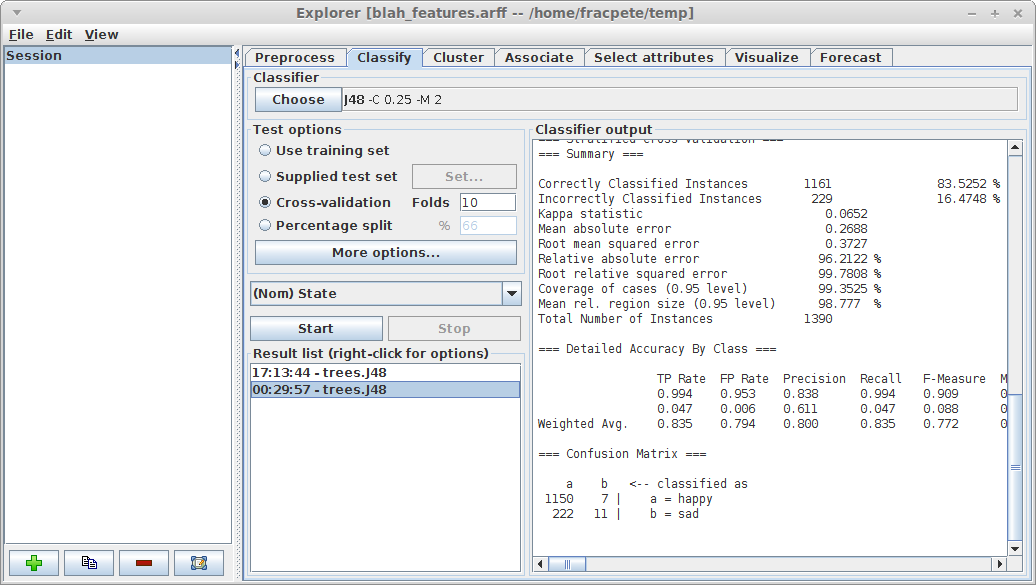 Explorer [blah_features.arff -- /home/fracpete/temp]
File Edit View
Session
Preprocess Classify Cluster Associate Select attributes Visualize Forecast
Classifier
Choose J48 -C 0.25 -M 2
Test options
Use training set
Supplied test set Set...
Cross-validation Folds 10
Percentage split % 66
More options...
(Nom) State
Start Stop
Result list (right-click for options)
17:13:44 - trees.J48
00:29:57 - trees.J48
Classifier output
=== Stratified cross-validation ===
=== Summary ===
Correctly Classified Instances 1161 83.5252 %
Incorrectly Classified Instances 229 16.4748 %
Kappa statistic 0.0652
Mean absolute error 0.2688
Root mean squared error 0.3727
Relative absolute error 96.2122 %
Root relative squared error 99.7808 %
Coverage of cases (0.95 level) 99.3525 %
Mean rel. region size (0.95 level) 98.777 %
Total Number of Instances 1390
=== Detailed Accuracy By Class ===
TP Rate FP Rate Precision Recall F-Measure M
0.994 0.953 0.838 0.994 0.909 0
0.047 0.006 0.611 0.047 0.088 0
Weighted Avg. 0.835 0.794 0.800 0.835 0.772 0
=== Confusion Matrix ===
a b <-- classified as
1150 7 | a = happy
222 11 | b = sad